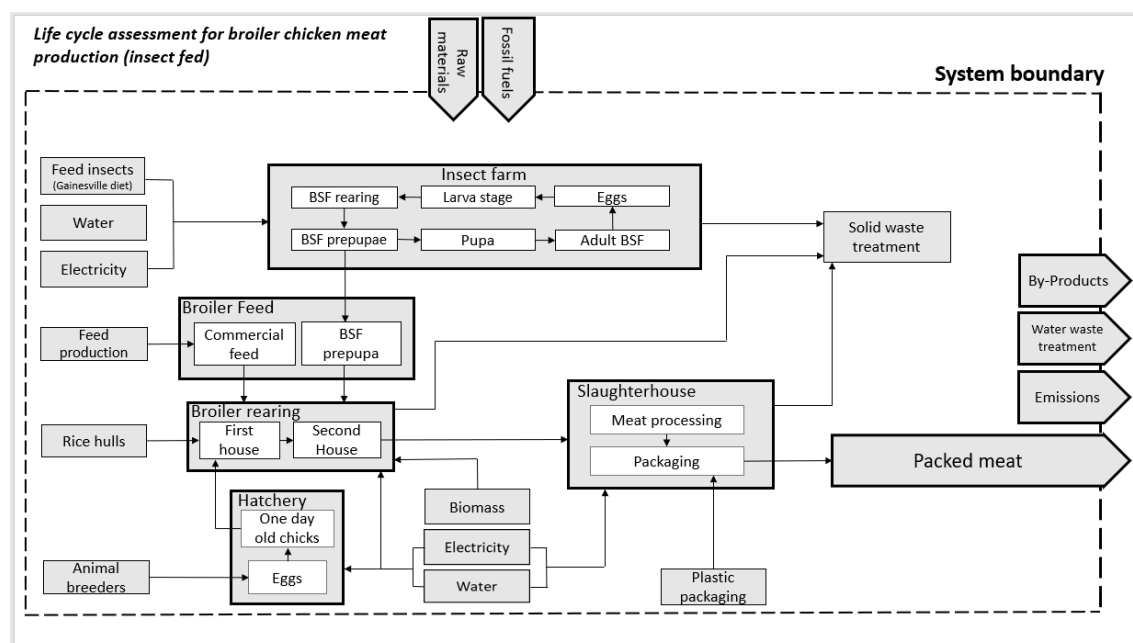 Life cycle assessment for broiler chicken meat
production (insect fed)
Raw
materials
Fossil fuels
System boundary
Feed insects
(Gainesville diet)
Water
Electricity
Insect farm
BSF rearing
Larva stage
Eggs
BSF prepupae
Pupa
Adult BSF
Solid waste
treatment
By-Products
Water waste
treatment
Emissions
Feed
production
Broiler Feed
Commercial
feed
BSF
prepupa
Rice hulls
Broiler rearing
First
house
Second
House
Slaughterhouse
Meat processing
Packaging
Packed meat
Hatchery
One day
old chicks
Eggs
Animal
breeders
Biomass
Electricity
Water
Plastic
packaging